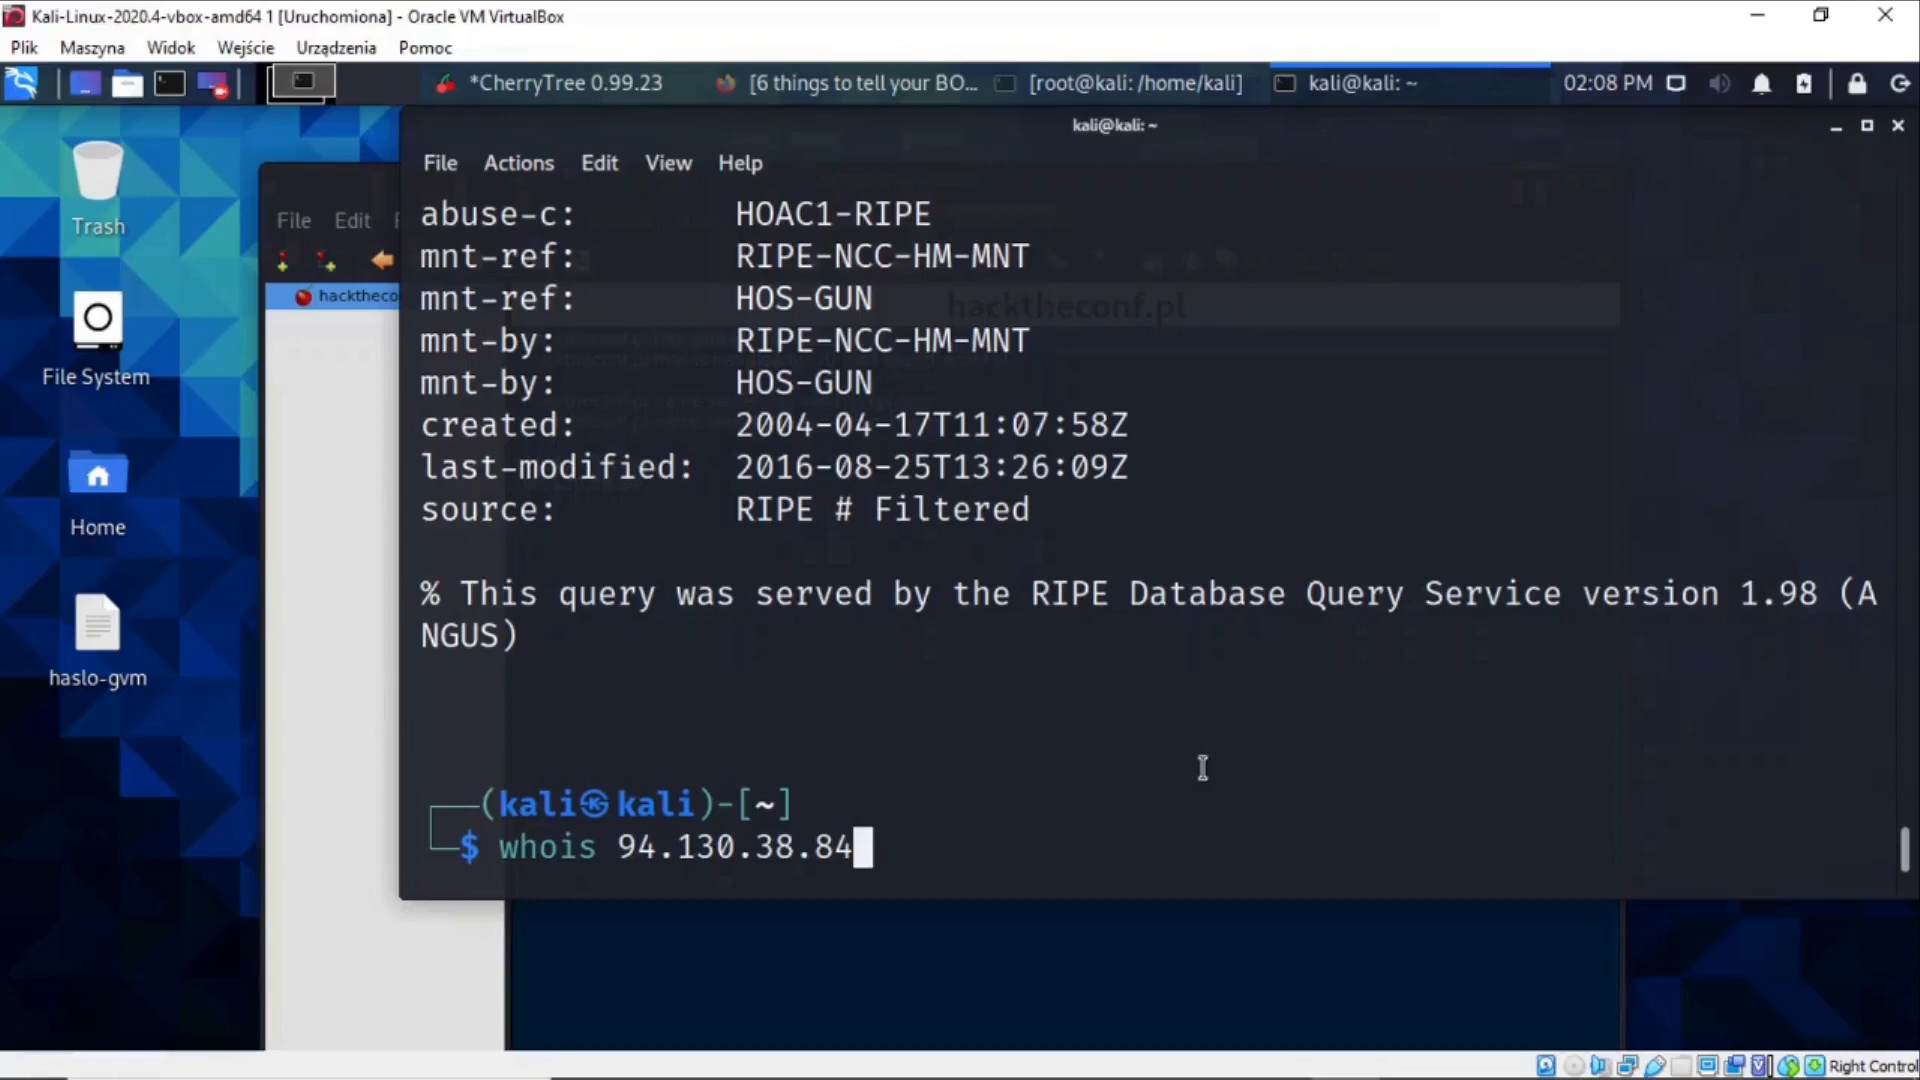 Kali-Linux-2020.4-vbox-amd64 1 [Uruchomiona] - Oracle VM VirtualBox
Plik Maszyna Widok Wejście Urządzenia Pomoc
*CherryTree 0.99.23 [6 things to tell your BO... [root@kali: /home/kali] kali@kali: ~ 02:08 PM
kali@kali: ~
File Actions Edit View Help
Trash
File System
Home
haslo-gvm
File Edit
hacktheco
hacktheconf.pl
abuse-c: HOAC1-RIPE
mnt-ref: RIPE-NCC-HM-MNT
mnt-ref: HOS-GUN
mnt-by: RIPE-NCC-HM-MNT
mnt-by: HOS-GUN
created: 2004-04-17T11:07:58Z
last-modified: 2016-08-25T13:26:09Z
source: RIPE # Filtered
% This query was served by the RIPE Database Query Service version 1.98 (A
NGUS)
(kali㉿kali)-[~]
$ whois 94.130.38.84
Right Control